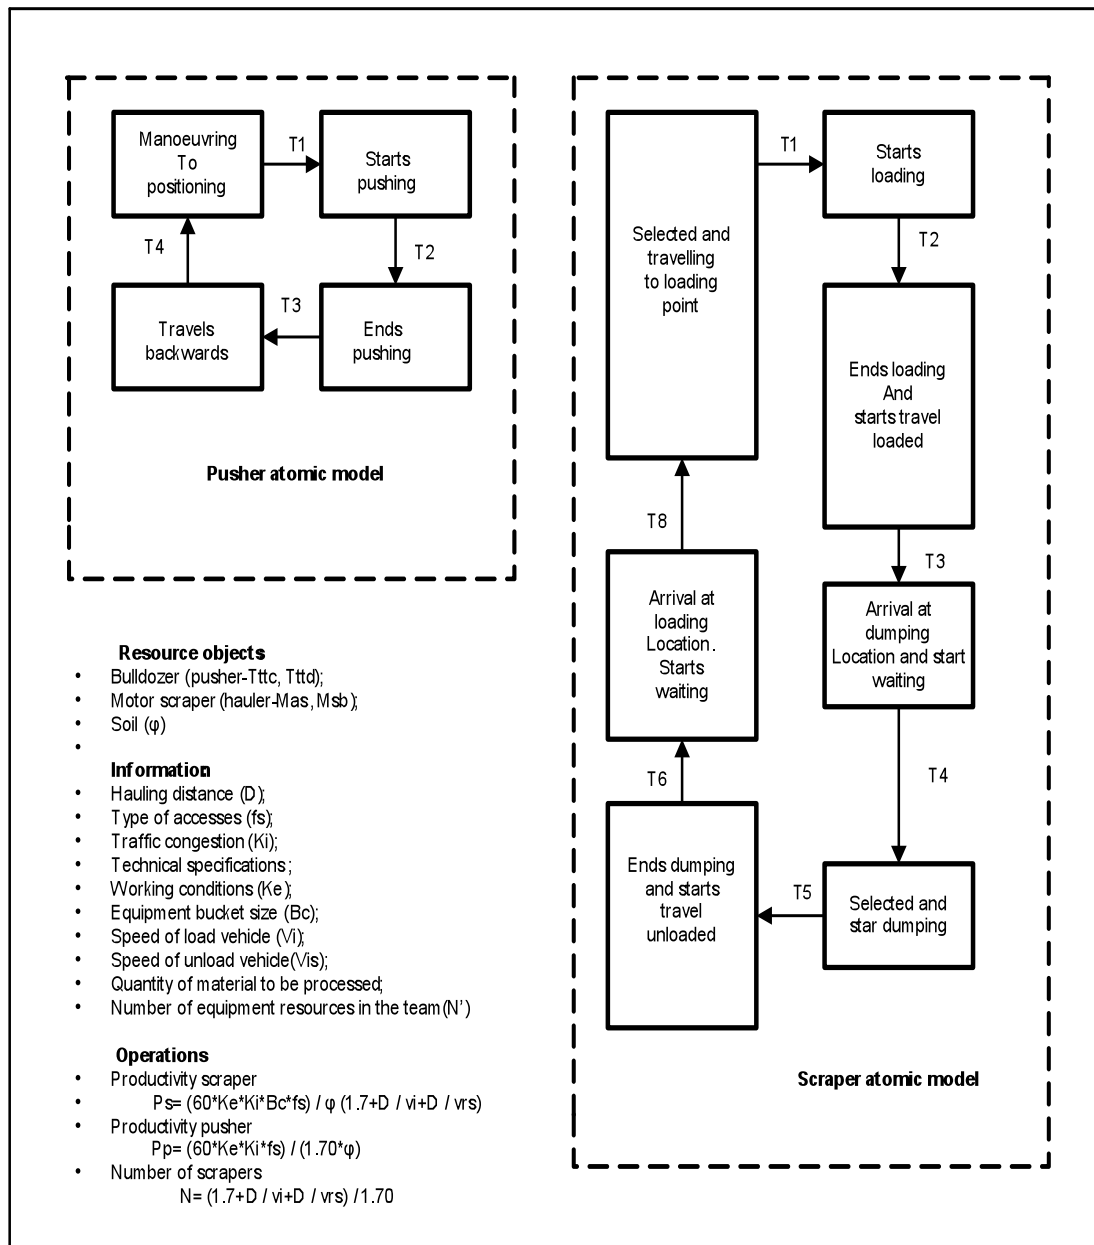 Manoeuvring
To
positioning
T1
Starts
pushing
T2
Ends
pushing
T3
Travels
backwards
T4
Pusher atomic model
Resource objects
• Bulldozer (pusher-Tttc, Tttd);
• Motor scraper (hauler-Mas, Msb);
• Soil (φ)
•
Information:
• Hauling distance (D);
• Type of accesses (fs);
• Traffic congestion (Ki);
• Technical specifications ;
• Working conditions (Ke);
• Equipment bucket size (Bc);
• Speed of load vehicle (Vi);
• Speed of unload vehicle(Vis);
• Quantity of material to be processed;
• Number of equipment resources in the team (N')
Operations
• Productivity scraper
• Ps= (60*Ke*Ki*Bc*fs) / φ (1.7+D / vi+D / vrs)
• Productivity pusher
Pp= (60*Ke*Ki*fs) / (1.70*φ)
• Number of scrapers
N= (1.7+D / vi+D / vrs) / 1.70
Selected and
travelling
to loading
point
T1
Starts
loading
T2
Ends loading
And
starts travel
loaded
T3
Arrival at
dumping
Location and start
waiting
T4
Selected and
star dumping
T5
Ends dumping
and starts
travel
unloaded
T6
Arrival at
loading
Location.
Starts
waiting
T8
Scraper atomic model